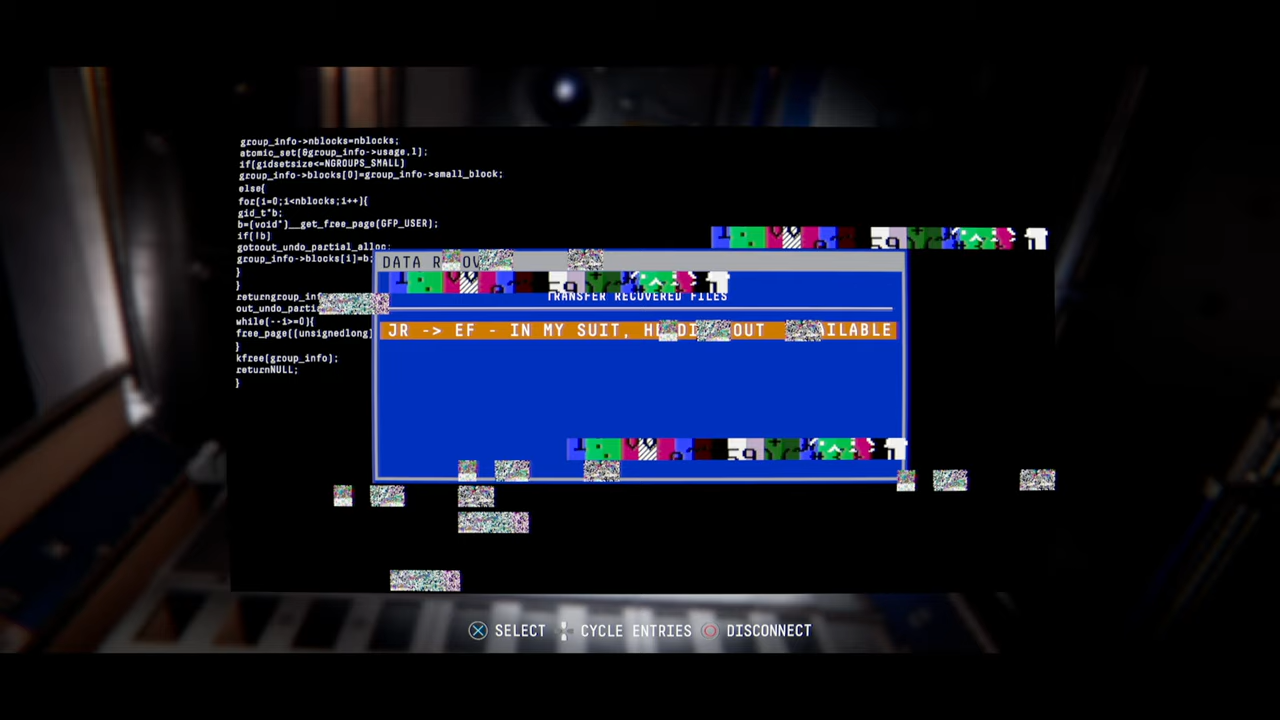 group_info->nblocks=nblocks;
atomic_set(&group_info->usage,1);
if(gidsetsize<=NGROUPS_SMALL)
group_info->blocks[0]=group_info->small_block;
else{
for(i=0;i<nblocks;i++){
gid_t*b;
b=(void*)__get_free_page(GFP_USER);
if(!b)
gotoout_undo_partial_alloc;
group_info->blocks[i]=b;
}
}
returngroup_inf
out_undo_partia
while(--i>=0){
free_page((unsignedlong)
}
kfree(group_info);
returnNULL;
}
DATA
TRANSFER RECOVERED FILES
JR -> EF - IN MY SUIT, OUT
SELECT CYCLE ENTRIES DISCONNECT